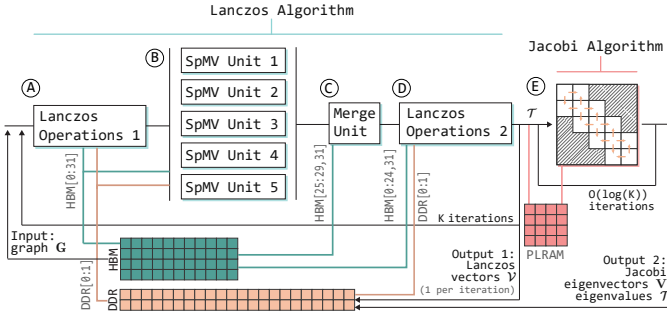 Lanczos Algorithm
Jacobi Algorithm
A
B
C
D
E
SpMV Unit 1
SpMV Unit 2
SpMV Unit 3
SpMV Unit 4
SpMV Unit 5
Lanczos
Operations 1
Merge
Unit
Lanczos
Operations 2
𝒯
HBM[0:31]
HBM[25:29,31]
HBM[0:24,31]
DDR[0:1]
O(log(K))
iterations
K iterations
Input:
graph G
HBM
PLRAM
DDR[0:1]
DDR
Output 1:
Lanczos
vectors 𝒱
(1 per iteration)
Output 2:
Jacobi
eigenvectors V
eigenvalues 𝒯